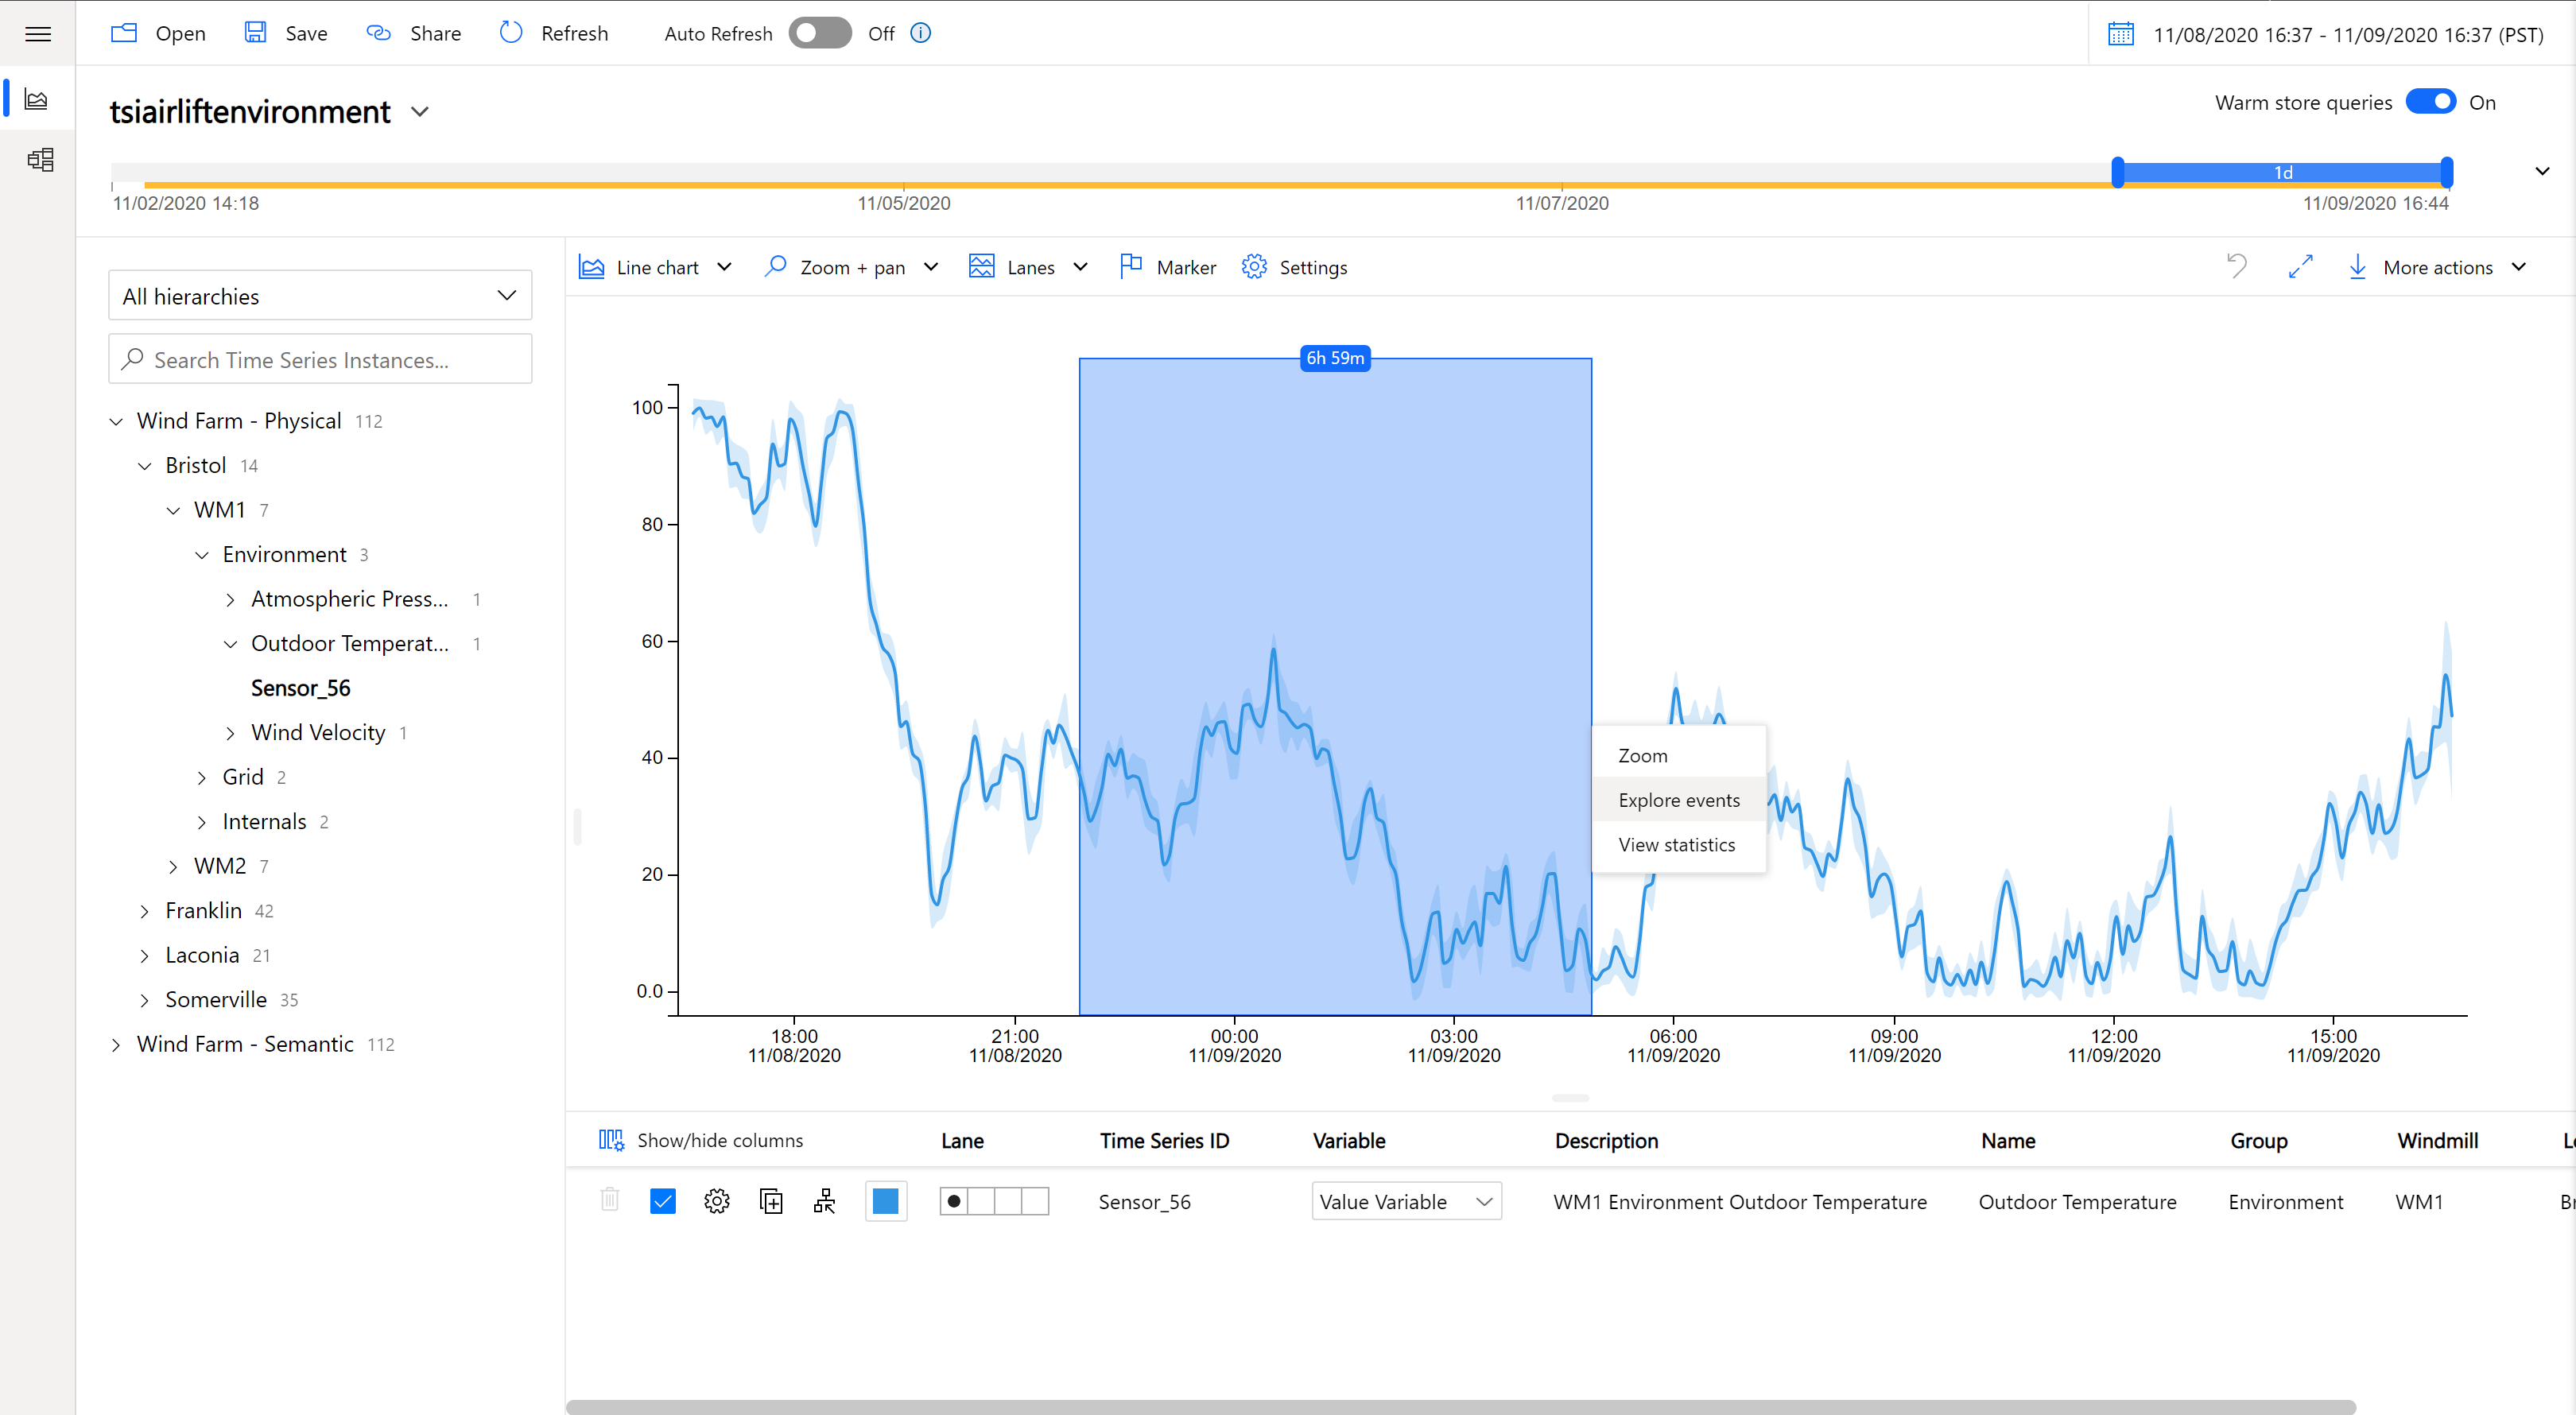 Open Save Share Refresh Auto Refresh Off 11/08/2020 16:37 - 11/09/2020 16:37 (PST)
tsiairliftenvironment
Warm store queries On
1d
11/02/2020 14:18 11/05/2020 11/07/2020 11/09/2020 16:44
Line chart Zoom + pan Lanes Marker Settings More actions
All hierarchies
Search Time Series Instances...
Wind Farm - Physical 112
Bristol 14
WM1 7
Environment 3
Atmospheric Press... 1
Outdoor Temperat... 1
Sensor_56
Wind Velocity 1
Grid 2
Internals 2
WM2 7
Franklin 42
Laconia 21
Somerville 35
Wind Farm - Semantic 112
6h 59m
100
80
60
40
20
0.0
Zoom
Explore events
View statistics
18:00 21:00 00:00 03:00 06:00 09:00 12:00 15:00
11/08/2020 11/08/2020 11/09/2020 11/09/2020 11/09/2020 11/09/2020 11/09/2020 11/09/2020
Show/hide columns Lane Time Series ID Variable Description Name Group Windmill
Sensor_56 Value Variable WM1 Environment Outdoor Temperature Outdoor Temperature Environment WM1